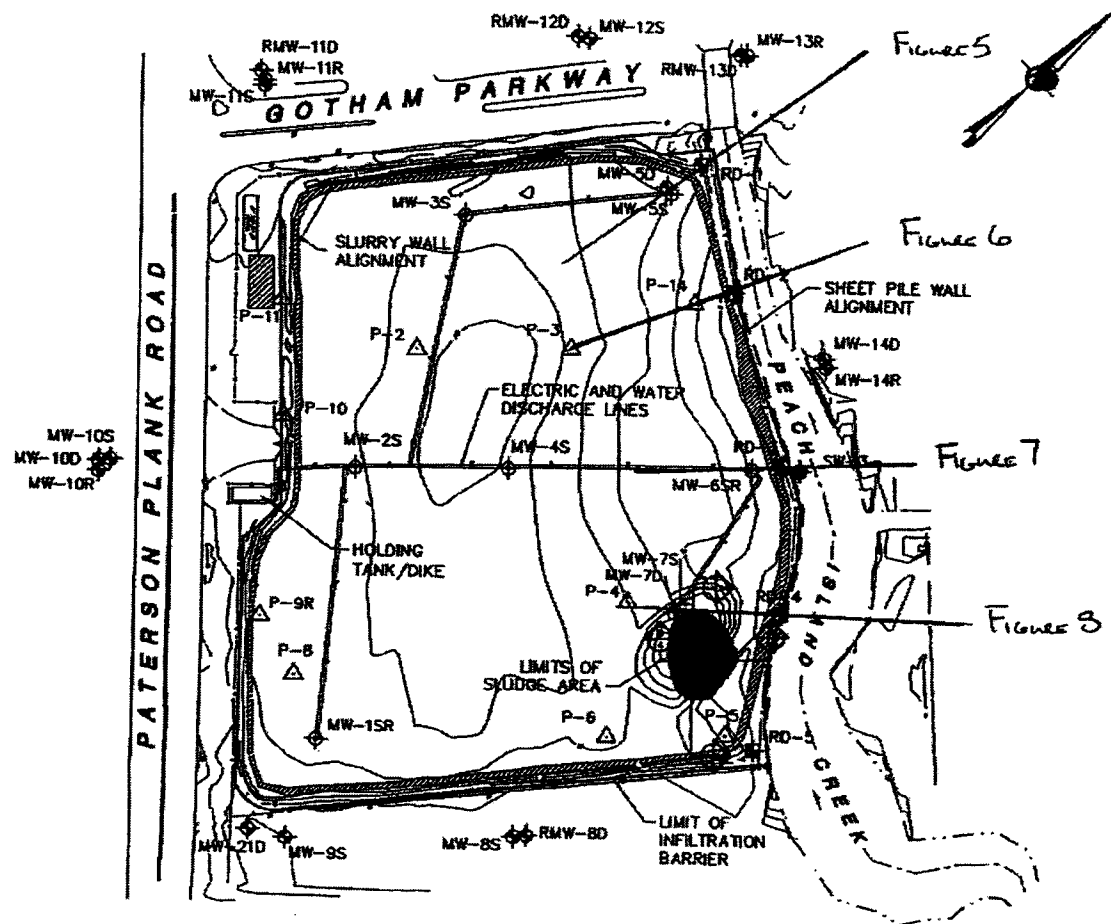 RMW-12D
MW-12S
RMW-11D
MW-11R
MW-11S
MW-13R
RMW-13D
Figure 5
GOTHAM PARKWAY
MW-5D
MW-5S
MW-3S
SLURRY WALL
ALIGNMENT
Figure 6
P-14
SHEET PILE WALL
ALIGNMENT
P-11
P-2
P-3
MW-14D
MW-14R
ELECTRIC AND WATER
DISCHARGE LINES
P-10
MW-10S
MW-10D
MW-10R
MW-2S
MW-4S
MW-6SR
Figure 7
PATERSON PLANK ROAD
HOLDING
TANK/DIKE
MW-7S
MW-7D
P-4
P-9R
Figure 8
P-8
LIMITS OF
SLUDGE AREA
P-6
P-5
RD-5
MW-1SR
PEACH ISLAND CREEK
LIMIT OF
INFILTRATION
BARRIER
MW-21D
MW-9S
MW-8S
RMW-8D